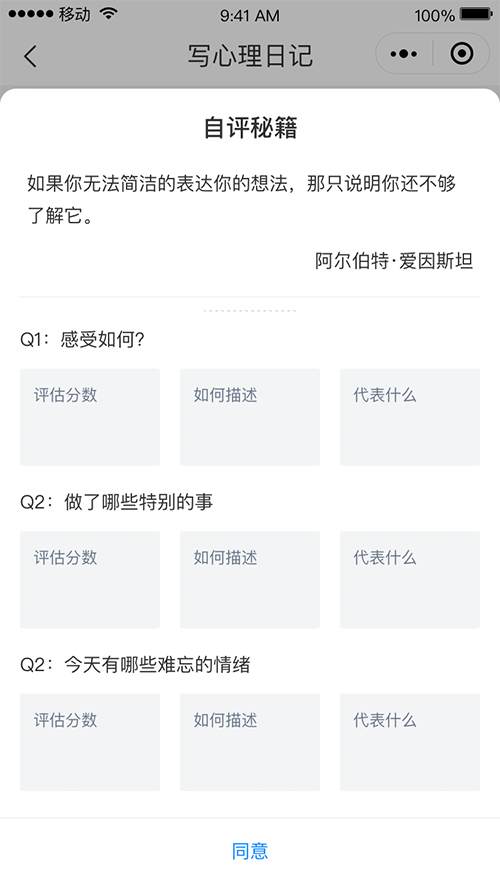 移动 9:41 AM 100%
写心理日记
自评秘籍
如果你无法简洁的表达你的想法，那只说明你还不够
了解它。
阿尔伯特·爱因斯坦
Q1：感受如何?
评估分数 如何描述 代表什么
Q2：做了哪些特别的事
评估分数 如何描述 代表什么
Q2：今天有哪些难忘的情绪
评估分数 如何描述 代表什么
同意